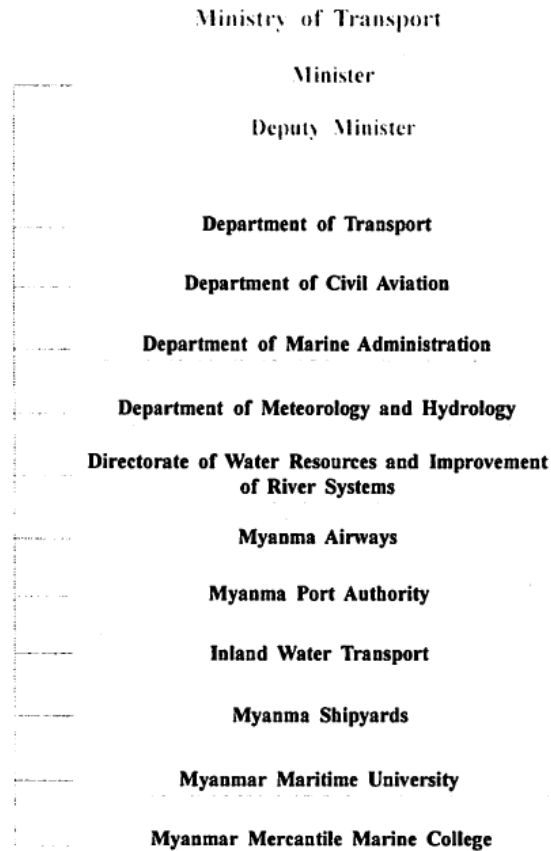 Ministry of Transport
Minister
Deputy Minister
Department of Transport
Department of Civil Aviation
Department of Marine Administration
Department of Meteorology and Hydrology
Directorate of Water Resources and Improvement
of River Systems
Myanma Airways
Myanma Port Authority
Inland Water Transport
Myanma Shipyards
Myanmar Maritime University
Myanmar Mercantile Marine College